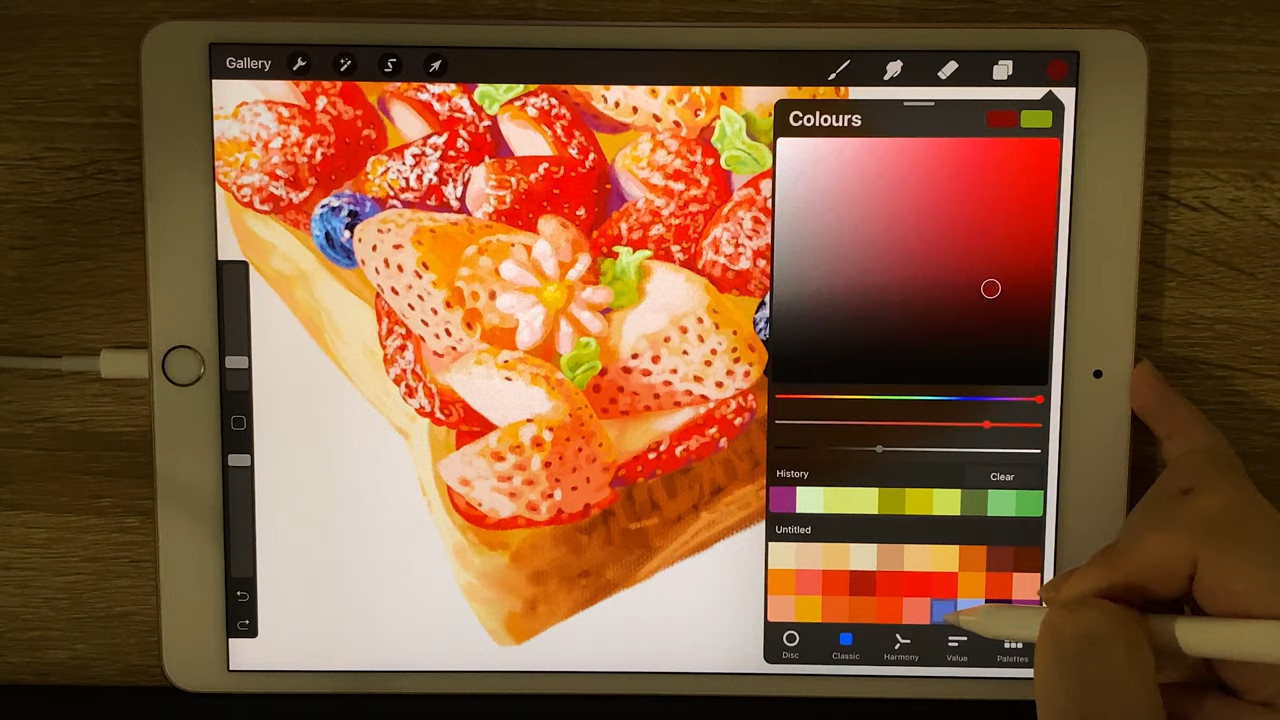 Gallery
Colours
History
Clear
Untitled
Disc
Classic
Harmony
Value
Palettes